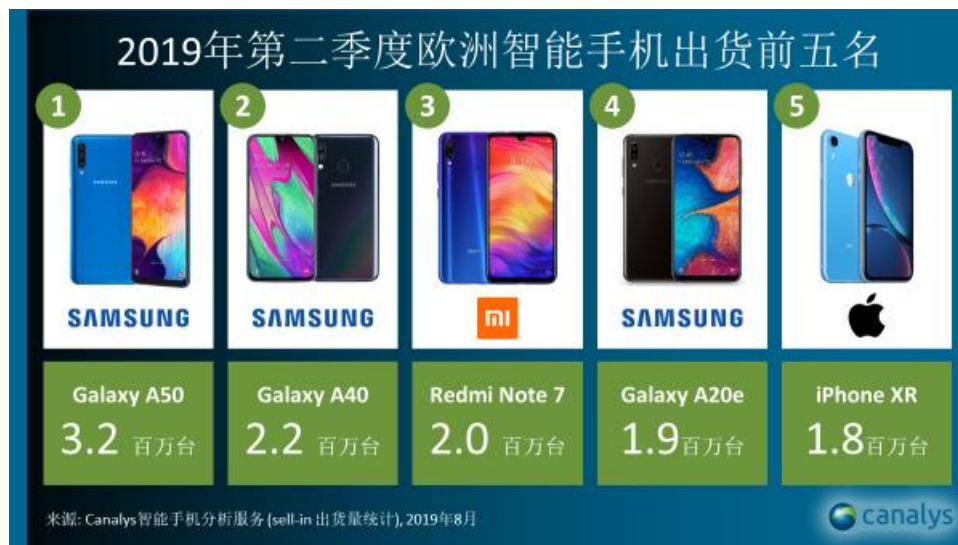 2019年第二季度欧洲智能手机出货前五名
1
2
3
4
5
SAMSUNG
SAMSUNG
mi
SAMSUNG
Galaxy A50
3.2 百万台
Galaxy A40
2.2 百万台
Redmi Note 7
2.0 百万台
Galaxy A20e
1.9百万台
iPhone XR
1.8百万台
来源: Canalys智能手机分析服务 (sell-in 出货量统计), 2019年8月
canalys